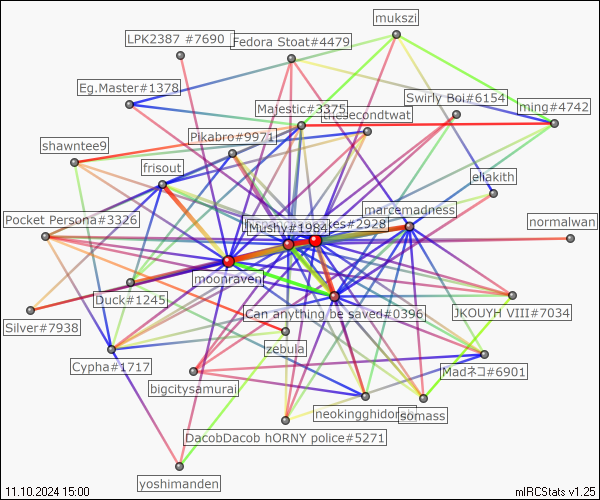 mukszi
LPK2387 #7690
Fedora Stoat#4479
Eg.Master#1378
Swirly Boi#6154
Majestic#3375
thesecondtwat
ming#4742
Pikabro#9971
shawntee9
frisout
eliakith
marcemadness
Pocket Persona#3326
Mushy#1984
kes#2928
normalwan
moonraven
Duck#1245
Silver#7938
Can anything be saved#0396
JKOUYH VIII#7034
zebula
Cypha#1717
Madネコ#6901
bigcitysamurai
neokingghidor
somass
DacobDacob hORNY police#5271
yoshimanden
11.10.2024 15:00
mIRCStats v1.25